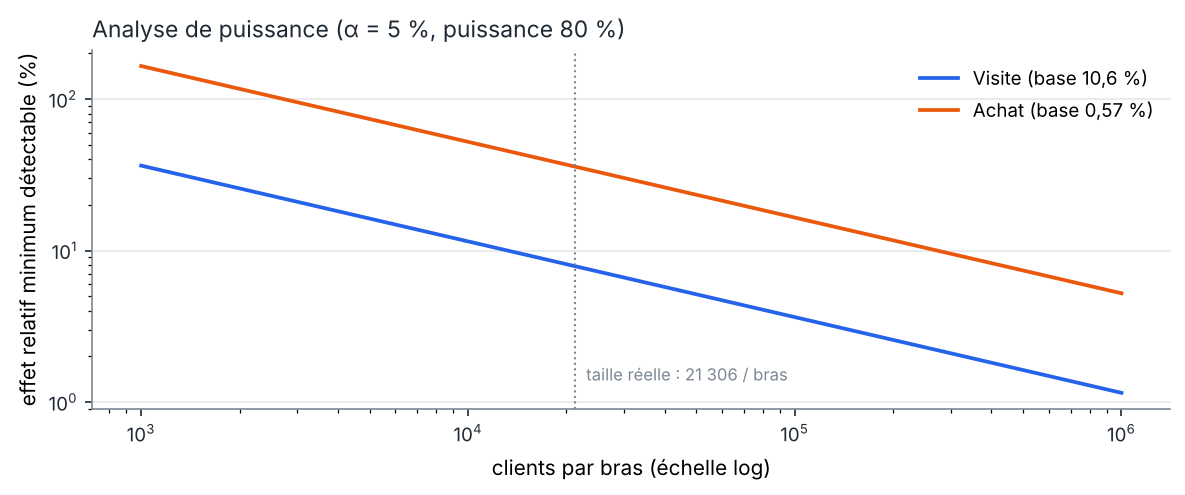 Analyse de puissance (α = 5 %, puissance 80 %)
effet relatif minimum détectable (%)
10²
10¹
10⁰
Visite (base 10,6 %)
Achat (base 0,57 %)
taille réelle : 21 306 / bras
10³
10⁴
10⁵
10⁶
clients par bras (échelle log)